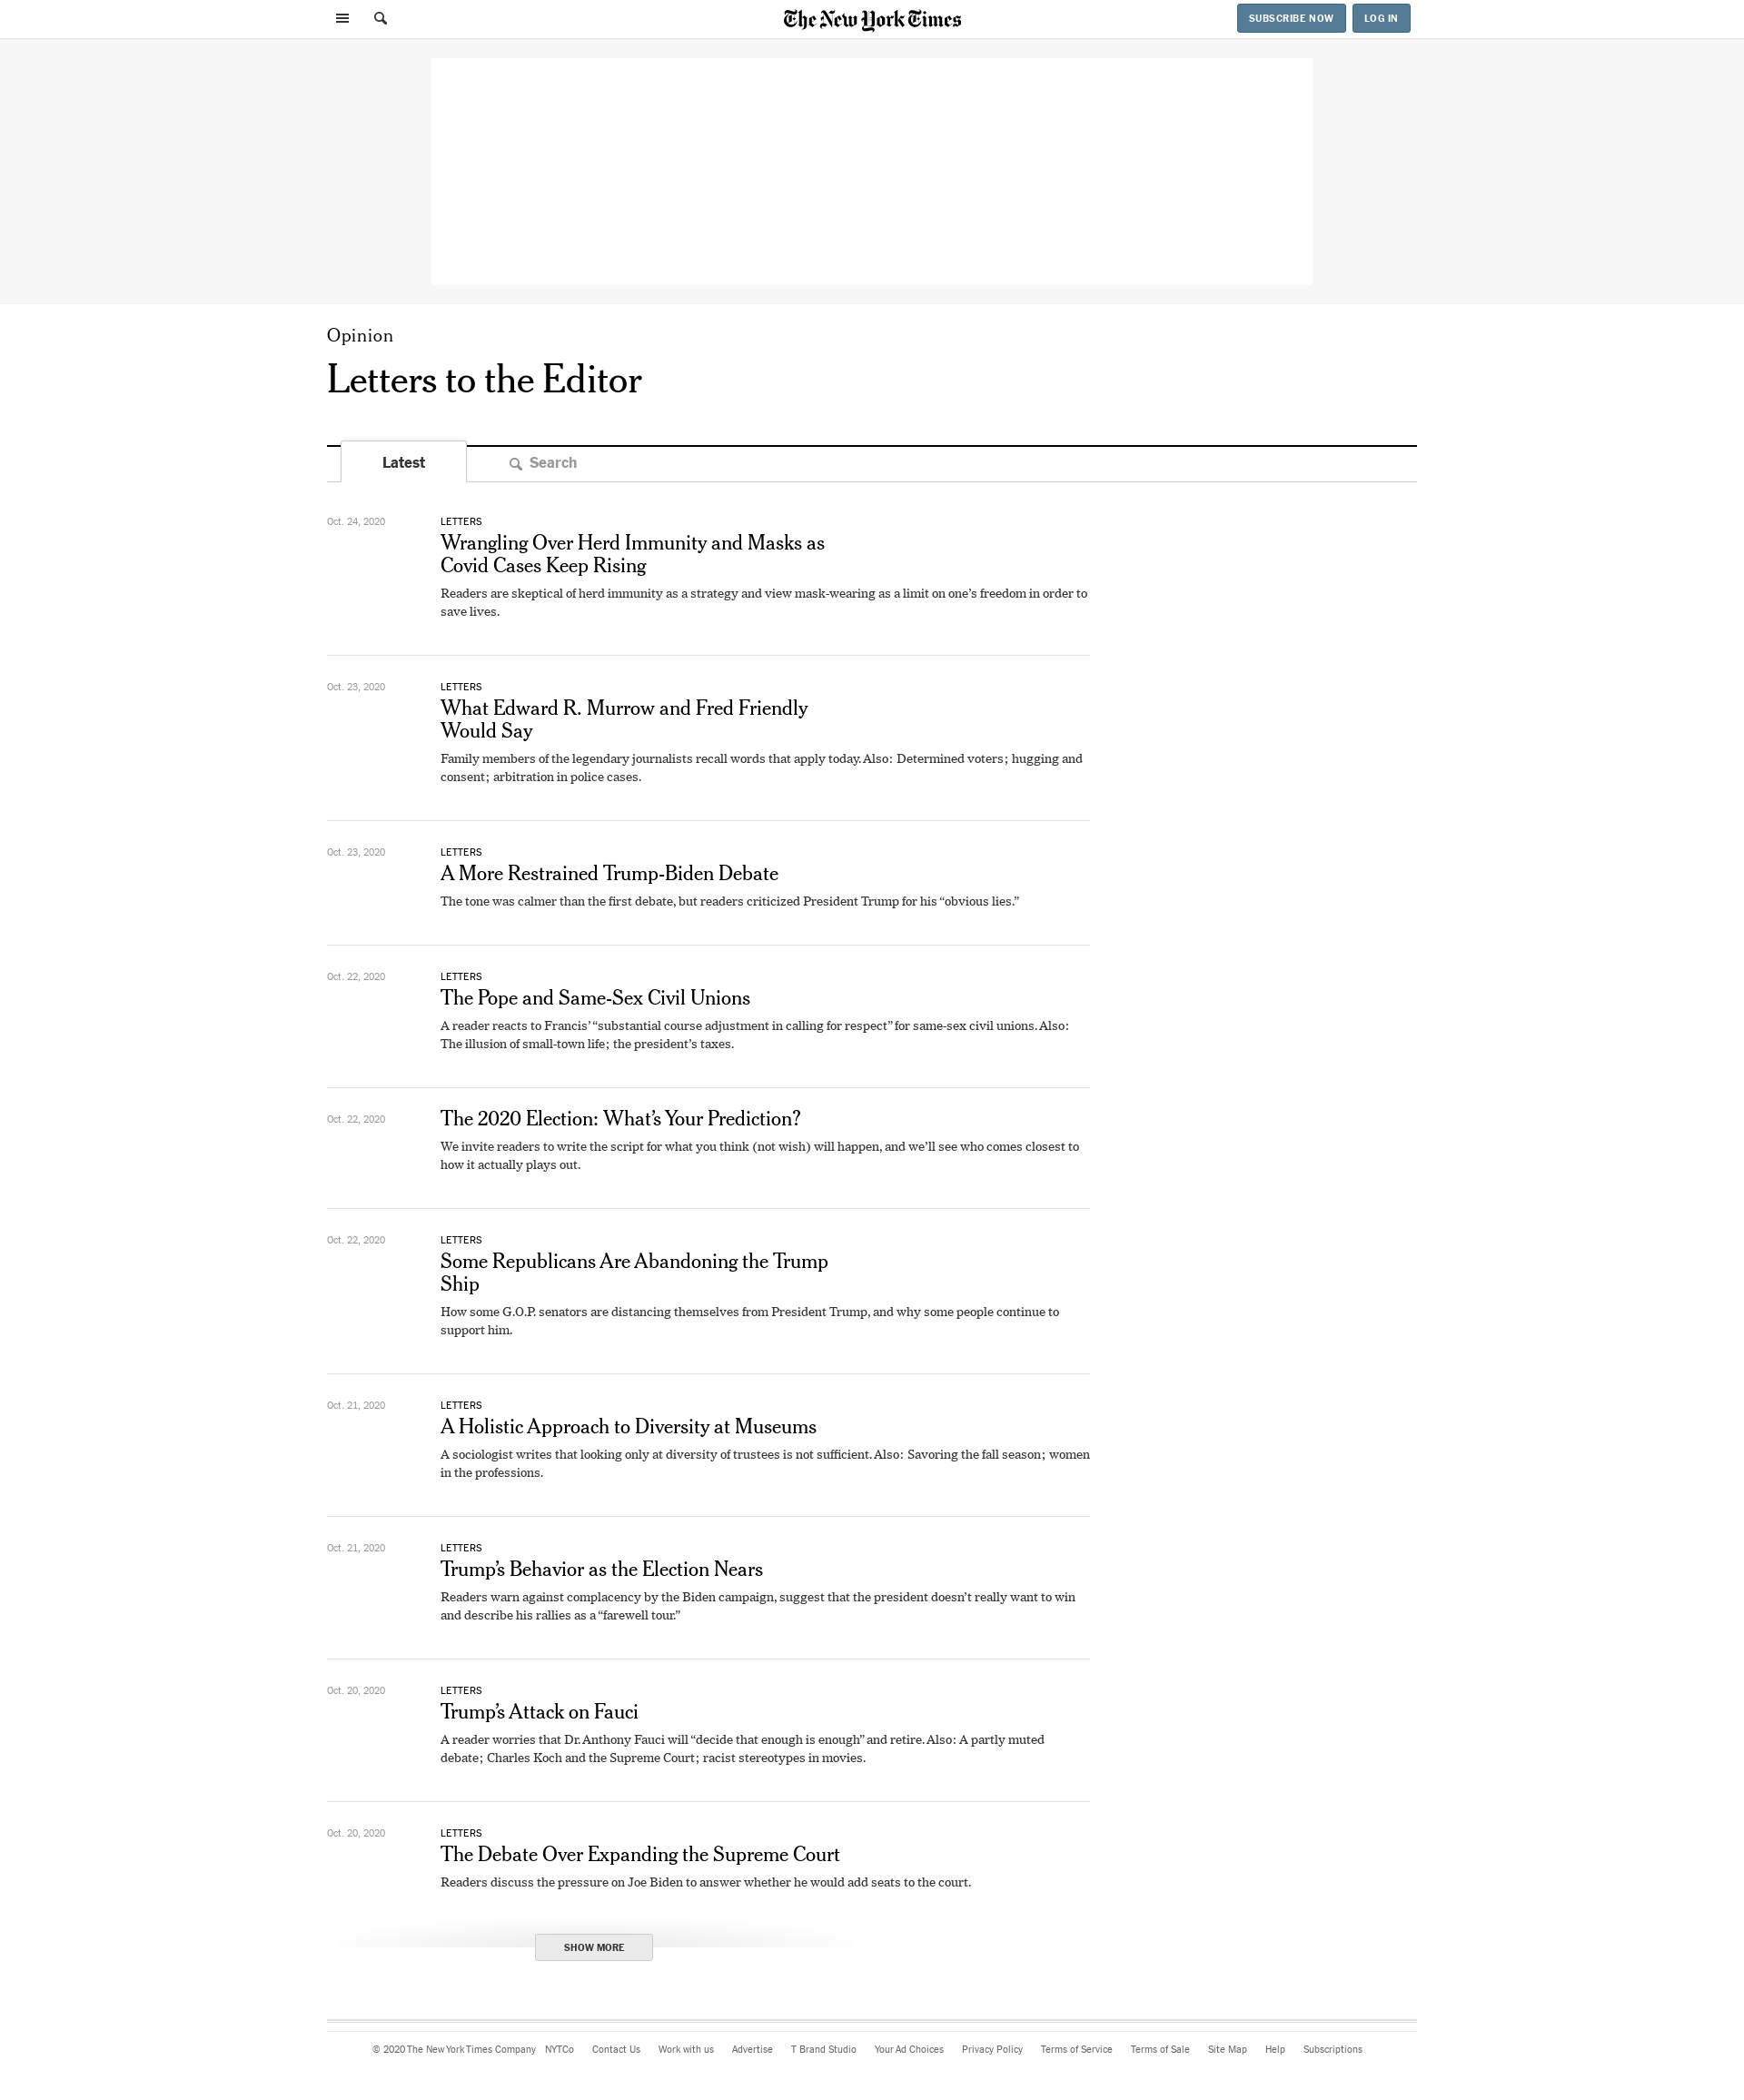 The New York Times
SUBSCRIBE NOW
LOG IN
Opinion
Letters to the Editor
Latest
Search
Oct. 24, 2020
LETTERS
Wrangling Over Herd Immunity and Masks as
Covid Cases Keep Rising
Readers are skeptical of herd immunity as a strategy and view mask-wearing as a limit on one’s freedom in order to
save lives.
Oct. 23, 2020
LETTERS
What Edward R. Murrow and Fred Friendly
Would Say
Family members of the legendary journalists recall words that apply today. Also: Determined voters; hugging and
consent; arbitration in police cases.
Oct. 23, 2020
LETTERS
A More Restrained Trump-Biden Debate
The tone was calmer than the first debate, but readers criticized President Trump for his “obvious lies.”
Oct. 22, 2020
LETTERS
The Pope and Same-Sex Civil Unions
A reader reacts to Francis’ “substantial course adjustment in calling for respect” for same-sex civil unions. Also:
The illusion of small-town life; the president’s taxes.
Oct. 22, 2020
The 2020 Election: What’s Your Prediction?
We invite readers to write the script for what you think (not wish) will happen, and we’ll see who comes closest to
how it actually plays out.
Oct. 22, 2020
LETTERS
Some Republicans Are Abandoning the Trump
Ship
How some G.O.P. senators are distancing themselves from President Trump, and why some people continue to
support him.
Oct. 21, 2020
LETTERS
A Holistic Approach to Diversity at Museums
A sociologist writes that looking only at diversity of trustees is not sufficient. Also: Savoring the fall season; women
in the professions.
Oct. 21, 2020
LETTERS
Trump’s Behavior as the Election Nears
Readers warn against complacency by the Biden campaign, suggest that the president doesn’t really want to win
and describe his rallies as a “farewell tour.”
Oct. 20, 2020
LETTERS
Trump’s Attack on Fauci
A reader worries that Dr. Anthony Fauci will “decide that enough is enough” and retire. Also: A partly muted
debate; Charles Koch and the Supreme Court; racist stereotypes in movies.
Oct. 20, 2020
LETTERS
The Debate Over Expanding the Supreme Court
Readers discuss the pressure on Joe Biden to answer whether he would add seats to the court.
SHOW MORE
© 2020 The New York Times Company NYTCo Contact Us Work with us Advertise T Brand Studio Your Ad Choices Privacy Policy Terms of Service Terms of Sale Site Map Help Subscriptions